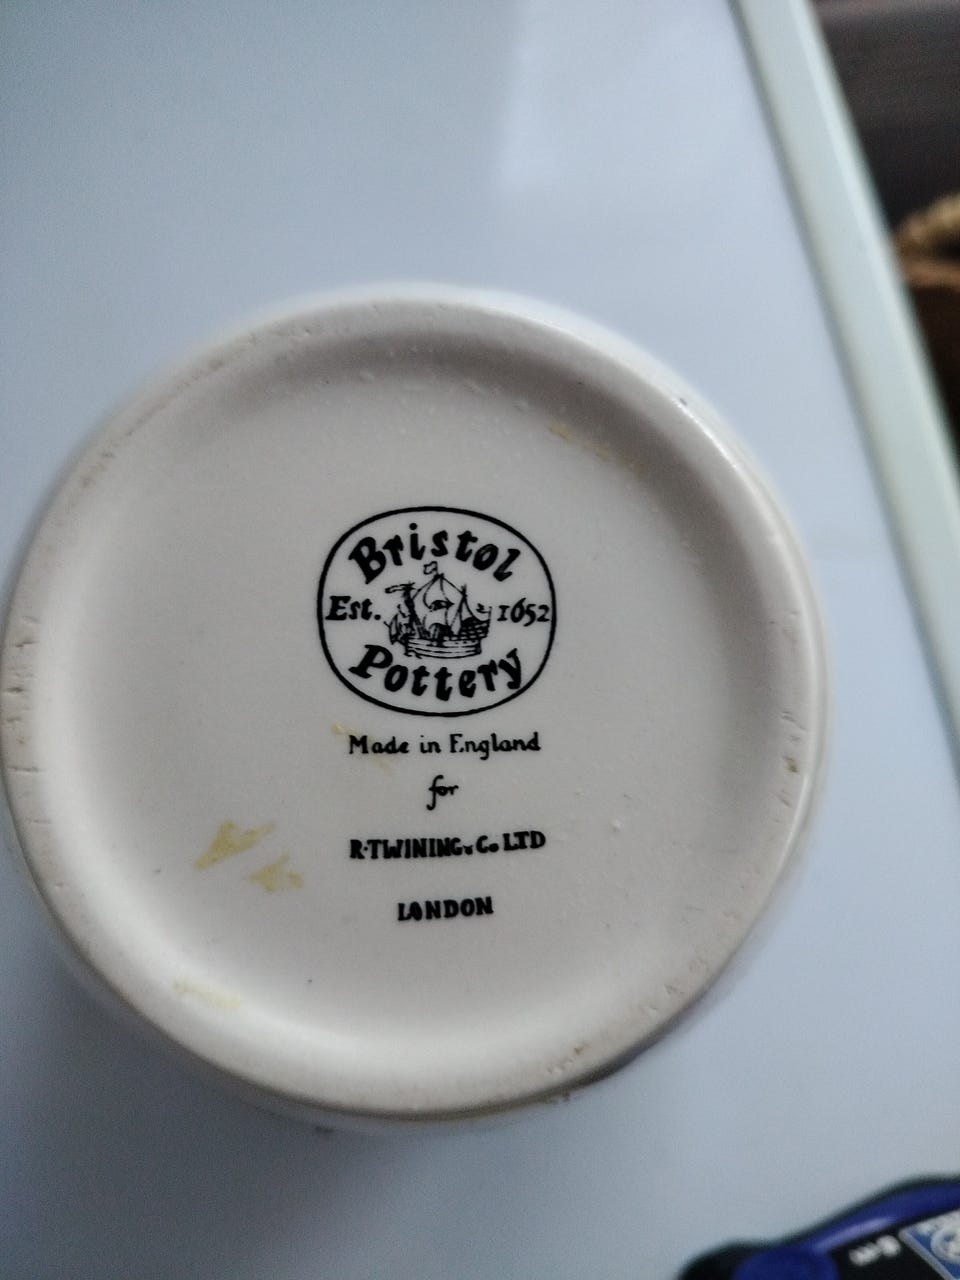 Bristol
Est. 1652
Pottery
Made in England
for
R. TWINING & Co LTD
LONDON